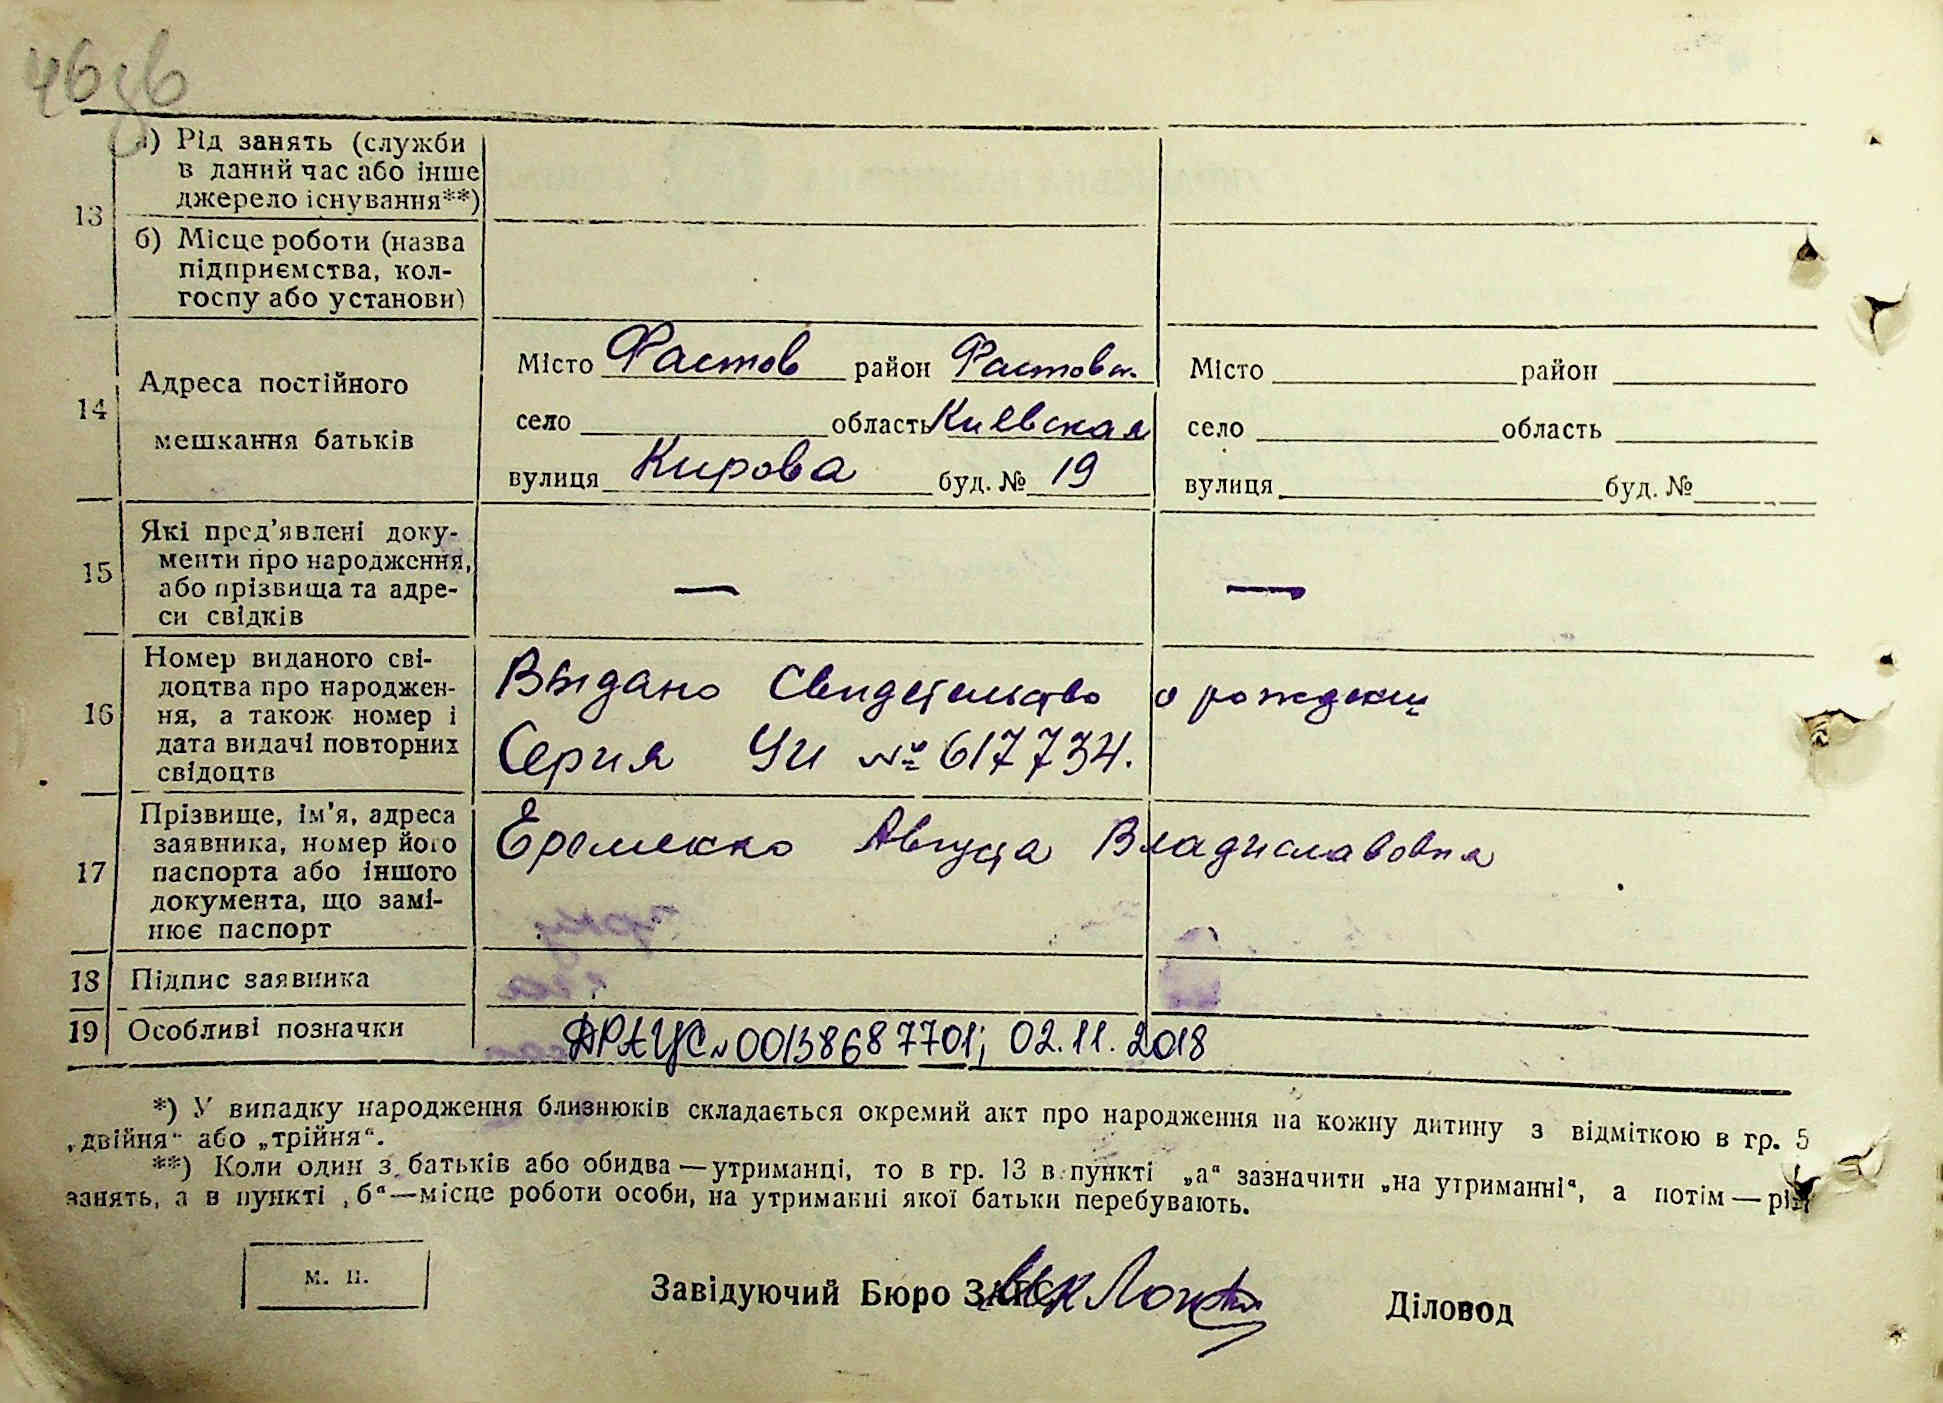 13
а) Рід занять (служби
в даний час або інше
джерело існування**)
б) Місце роботи (назва
підприємства, кол-
госпу або установи)
14
Адреса постійного
мешкання батьків
Місто Фастов район Фастовск.
село область Киевская
вулиця Кирова буд. № 19
Місто район
село область
вулиця буд. №
15
Які пред'явлені доку-
менти про народження,
або прізвища та адре-
си свідків
— —
16
Номер виданого сві-
доцтва про народжен-
ня, а також номер і
дата видачі повторних
свідоцтв
Выдано свидетельство о рождении
Серия УИ № 617734.
17
Прізвище, ім'я, адреса
заявника, номер його
паспорта або іншого
документа, що замі-
нює паспорт
Еременко Августа Владиславовна
18 Підпис заявника
19 Особливі позначки
ДРАЦС № 00138687701; 02.11.2018
*) У випадку народження близнюків складається окремий акт про народження на кожну дитину з відміткою в гр. 5
„двійня“ або „трійня“.
**) Коли один з батьків або обидва — утриманці, то в гр. 13 в пункті „а“ зазначити „на утриманні“, а потім — рід
занять, а в пункті „б“ — місце роботи особи, на утриманні якої батьки перебувають.
м. п.
Завідуючий Бюро ЗАГС
Діловод